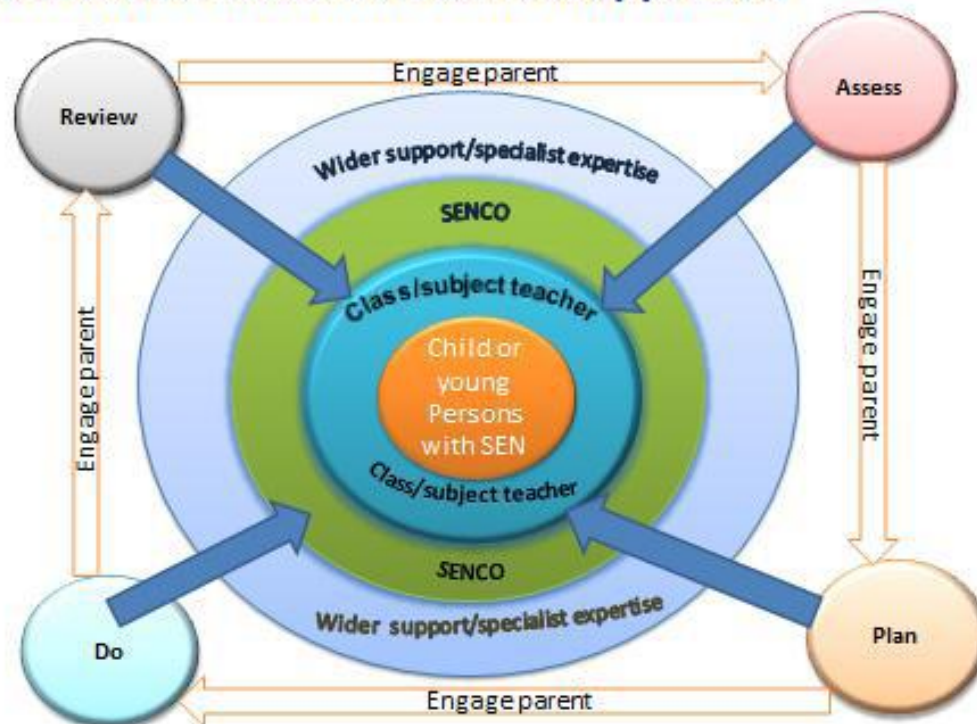 Engage parent
Review
Assess
Wider support/specialist expertise
SENCO
Class/subject teacher
Child or
young
Persons
with SEN
Engage parent
Engage parent
Class/subject teacher
SENCO
Wider support/specialist expertise
Do
Plan
Engage parent